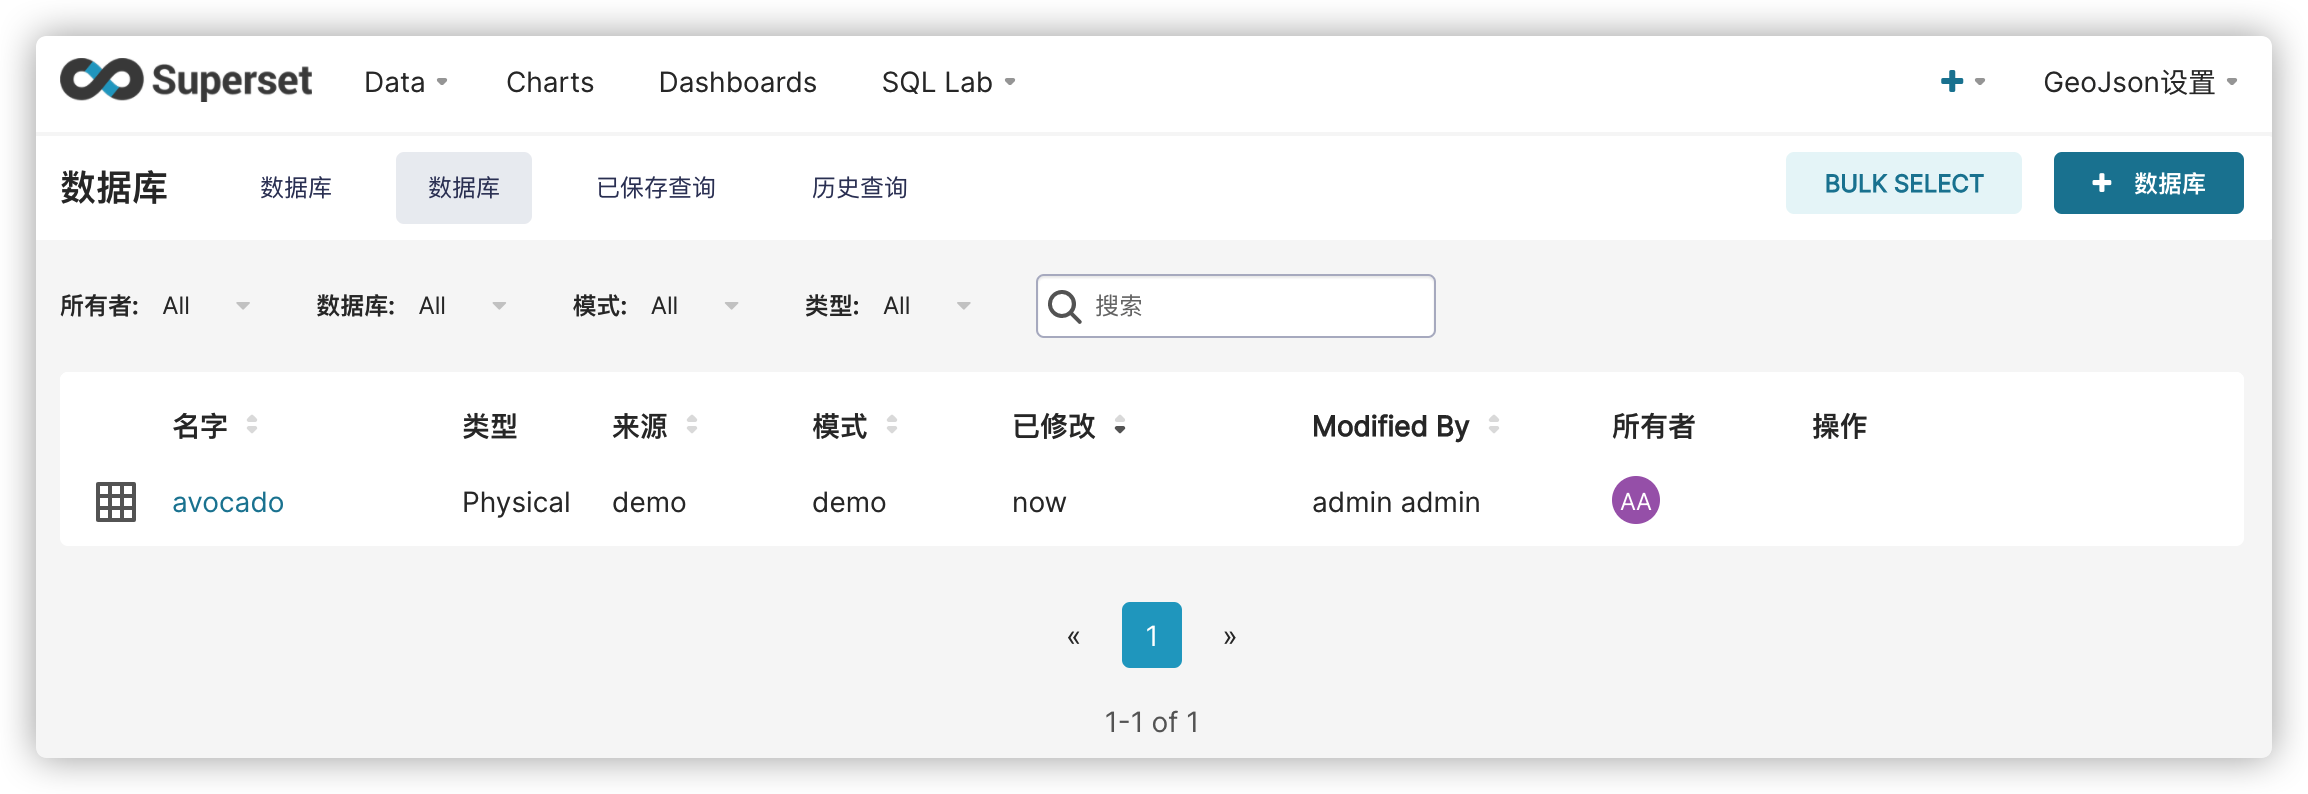 Superset Data Charts Dashboards SQL Lab + GeoJson设置
数据库 数据库 数据库 已保存查询 历史查询 BULK SELECT + 数据库
所有者: All 数据库: All 模式: All 类型: All 搜索
名字 类型 来源 模式 已修改 Modified By 所有者 操作
avocado Physical demo demo now admin admin AA
« 1 »
1-1 of 1